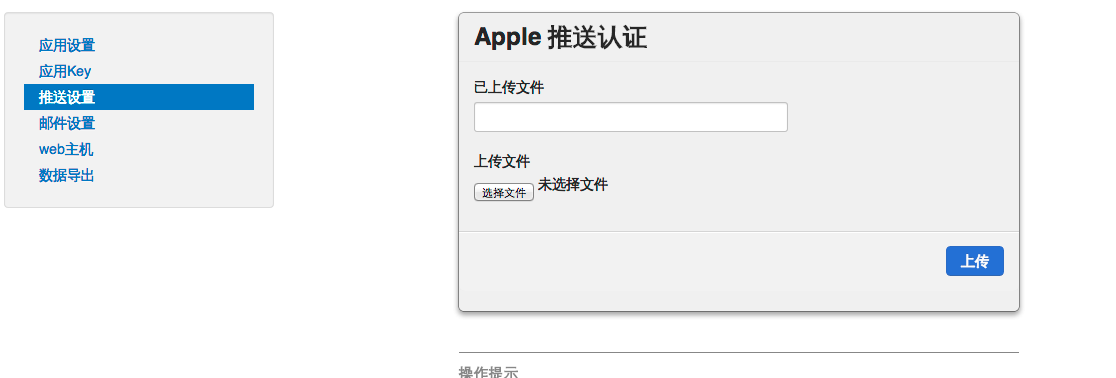 应用设置
应用Key
推送设置
邮件设置
web主机
数据导出
Apple 推送认证
已上传文件
上传文件
选择文件 未选择文件
上传
操作提示